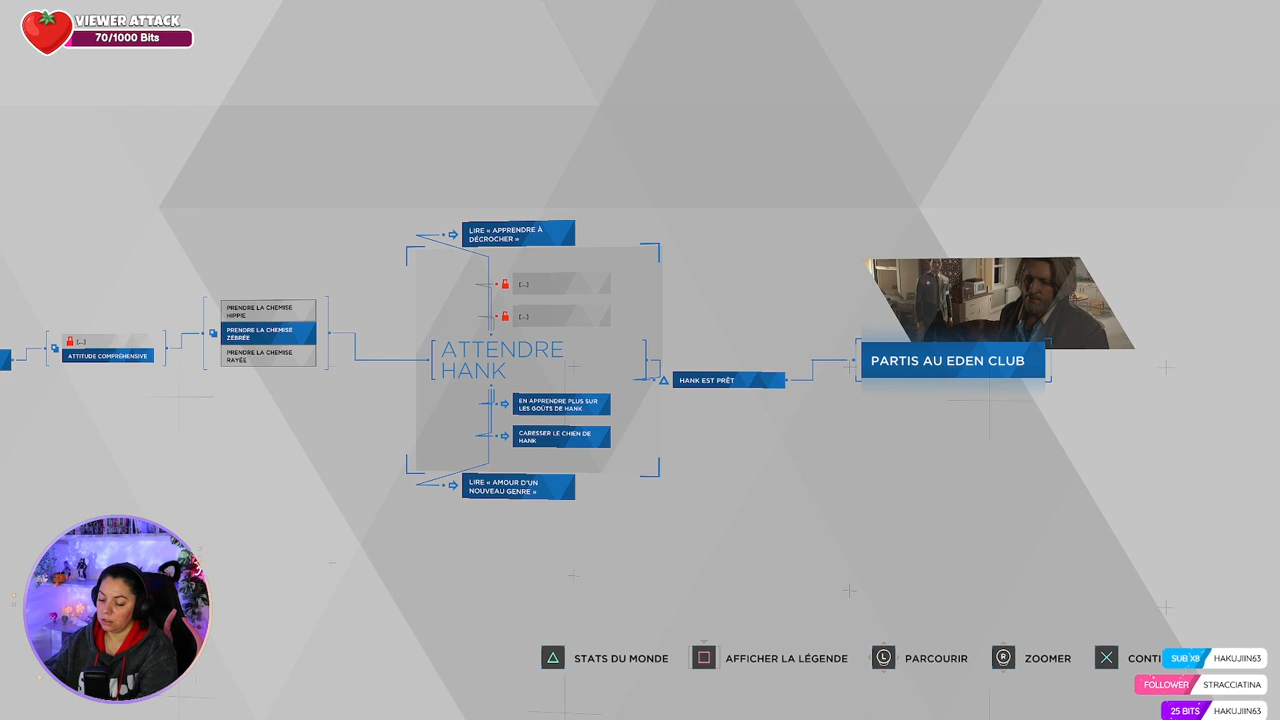 VIEWER ATTACK
70/1000 Bits
LIRE « APPRENDRE À
DÉCROCHER »
[...]
[...]
PRENDRE LA CHEMISE
HIPPIE
PRENDRE LA CHEMISE
ZÉBRÉE
PRENDRE LA CHEMISE
RAYÉE
[...]
ATTITUDE COMPRÉHENSIVE
ATTENDRE
HANK
HANK EST PRÊT
PARTIS AU EDEN CLUB
EN APPRENDRE PLUS SUR
LES GOÛTS DE HANK
CARESSER LE CHIEN DE
HANK
LIRE « AMOUR D'UN
NOUVEAU GENRE »
STATS DU MONDE
AFFICHER LA LÉGENDE
L
PARCOURIR
R
ZOOMER
CONTI
SUB X8 HAKUJIIN63
FOLLOWER STRACCIATINA
25 BITS HAKUJIIN63